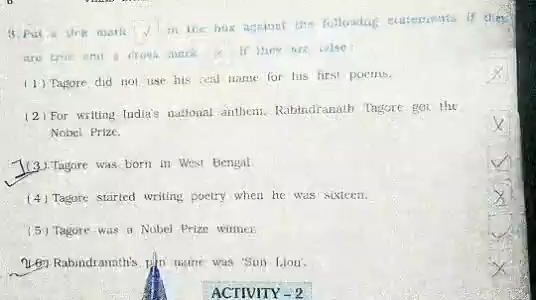 3. Put a tick mark [√] in the box against the following statements if they
are true and a cross mark × if they are false:
(1) Tagore did not use his real name for his first poems.
(2) For writing India's national anthem, Rabindranath Tagore got the
Nobel Prize.
(3) Tagore was born in West Bengal
(4) Tagore started writing poetry when he was sixteen.
(5) Tagore was a Nobel Prize winner.
(6) Rabindranath's pen name was 'Sun Lion'.
ACTIVITY – 2